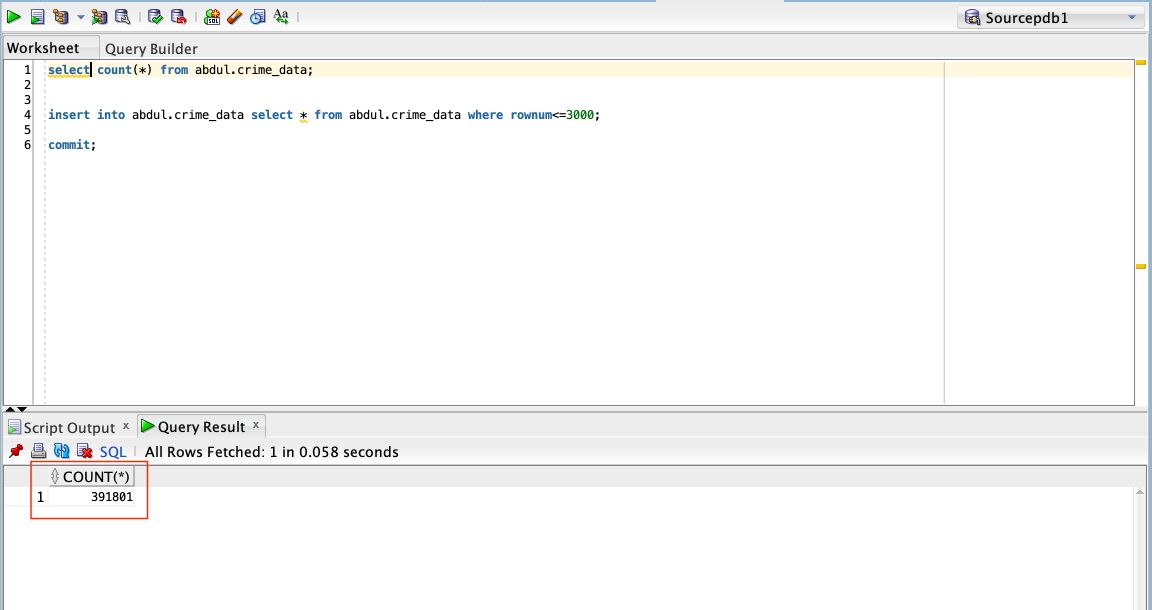 Sourcepdb1
Worksheet Query Builder
1 select count(*) from abdul.crime_data;
2
3
4 insert into abdul.crime_data select * from abdul.crime_data where rownum<=3000;
5
6 commit;
Script Output x Query Result x
SQL All Rows Fetched: 1 in 0.058 seconds
COUNT(*)
1 391801